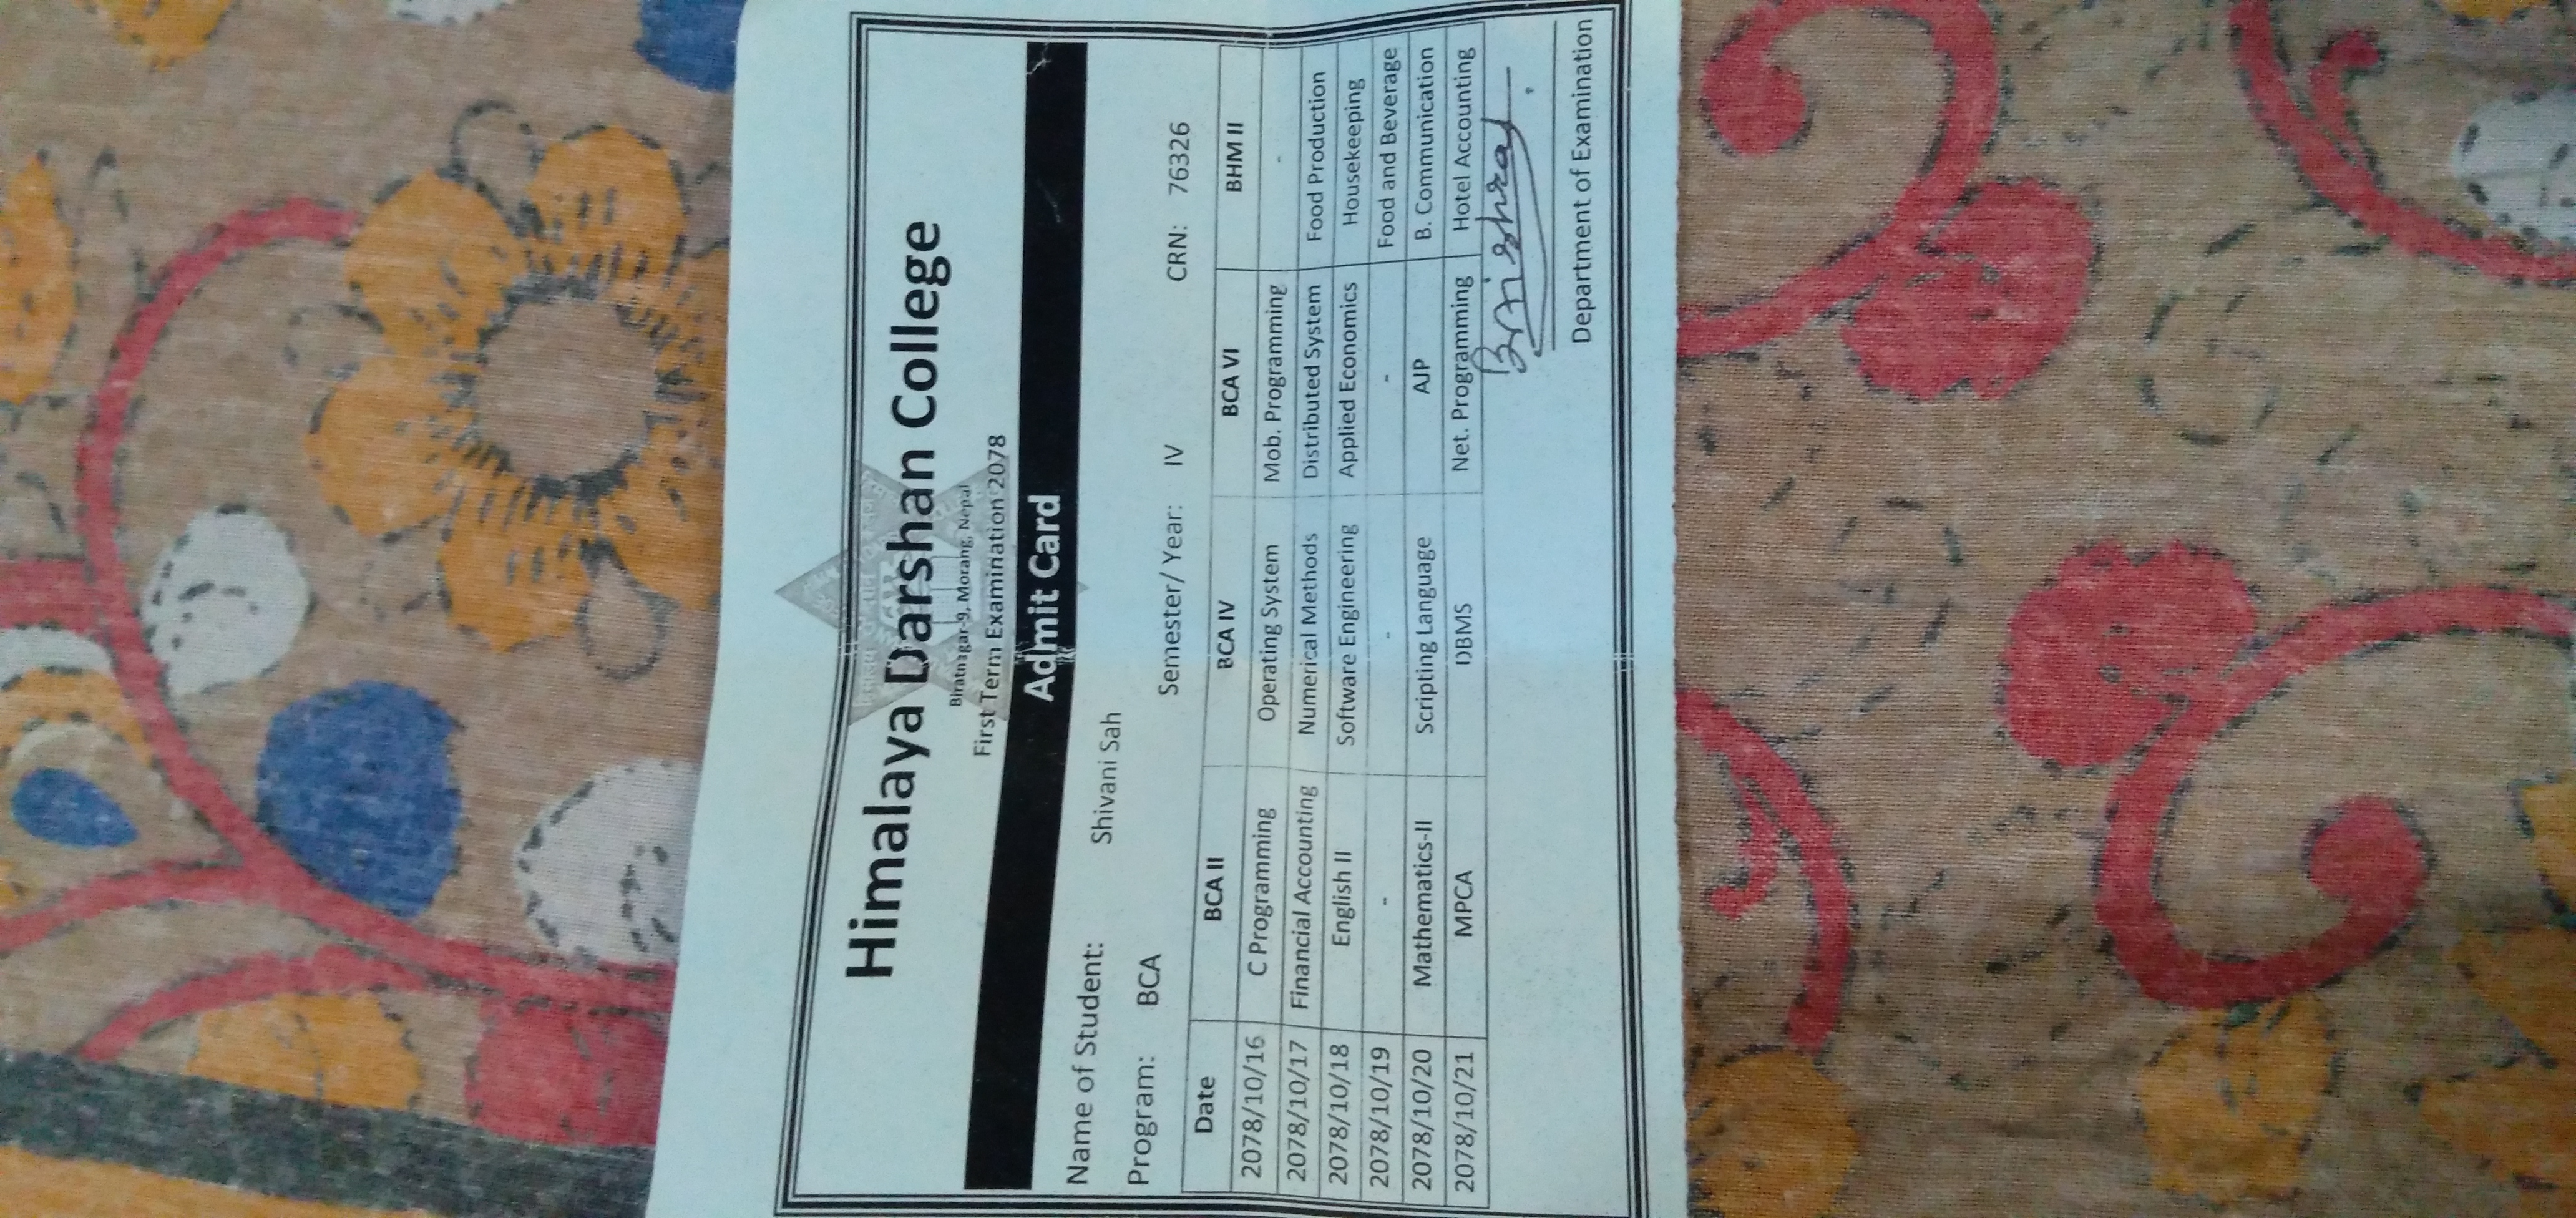 Himalaya Darshan College
Biratnagar-9, Morang, Nepal
First Term Examination 2078
Admit Card
Name of Student: Shivani Sah
Program: BCA Semester/ Year: IV CRN: 76326
Date BCA II BCA IV BCA VI BHM II
2078/10/16 C Programming Operating System Mob. Programming -
2078/10/17 Financial Accounting Numerical Methods Distributed System Food Production
2078/10/18 English II Software Engineering Applied Economics Housekeeping
2078/10/19 - - - Food and Beverage
2078/10/20 Mathematics-II Scripting Language AJP B. Communication
2078/10/21 MPCA DBMS Net. Programming Hotel Accounting
Department of Examination